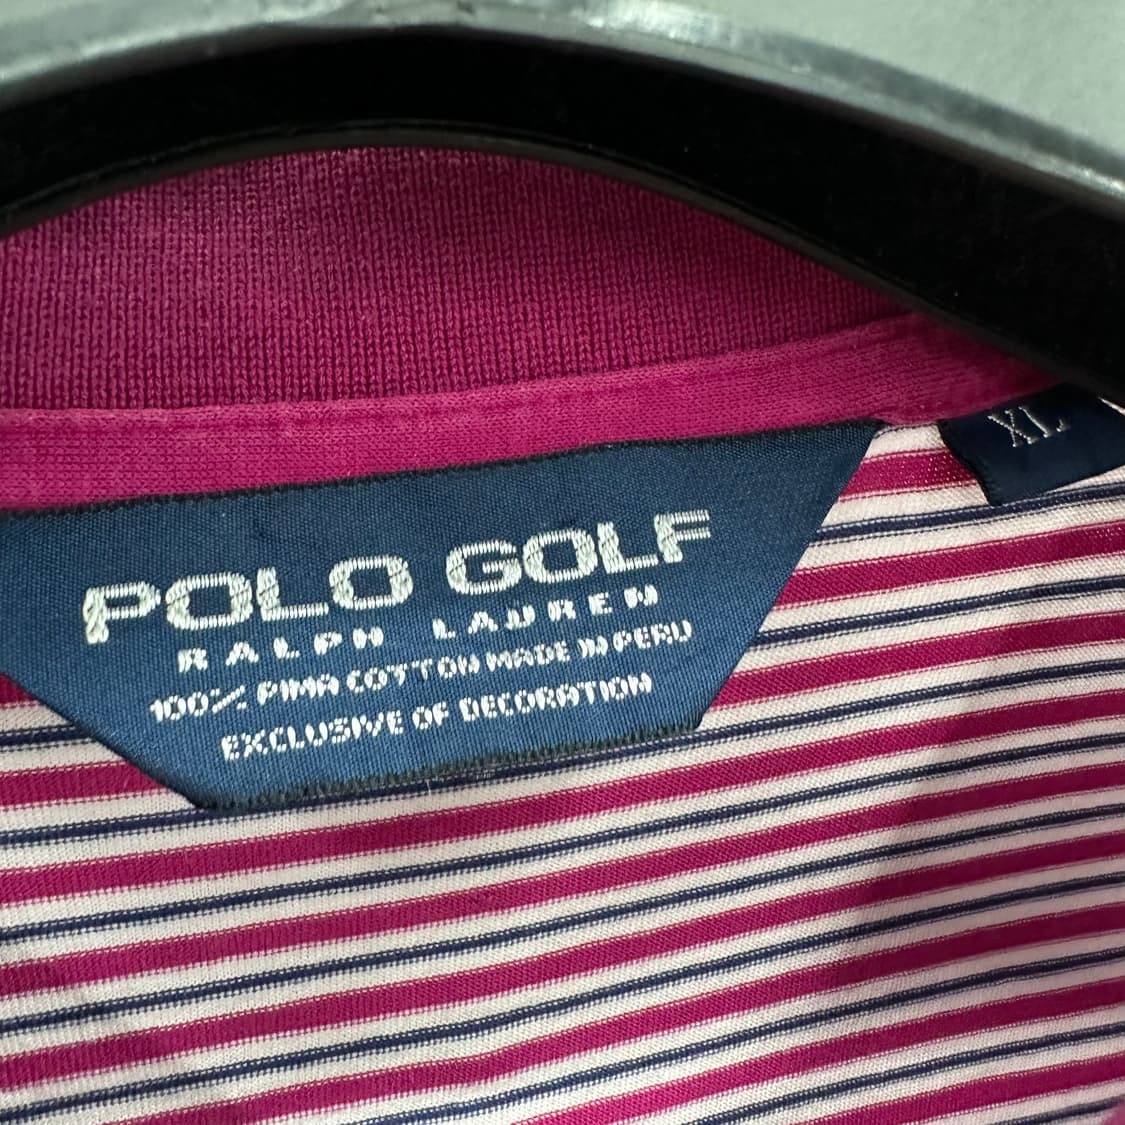 POLO GOLF
RALPH LAUREN
100% PIMA COTTON MADE IN PERU
EXCLUSIVE OF DECORATION
XL